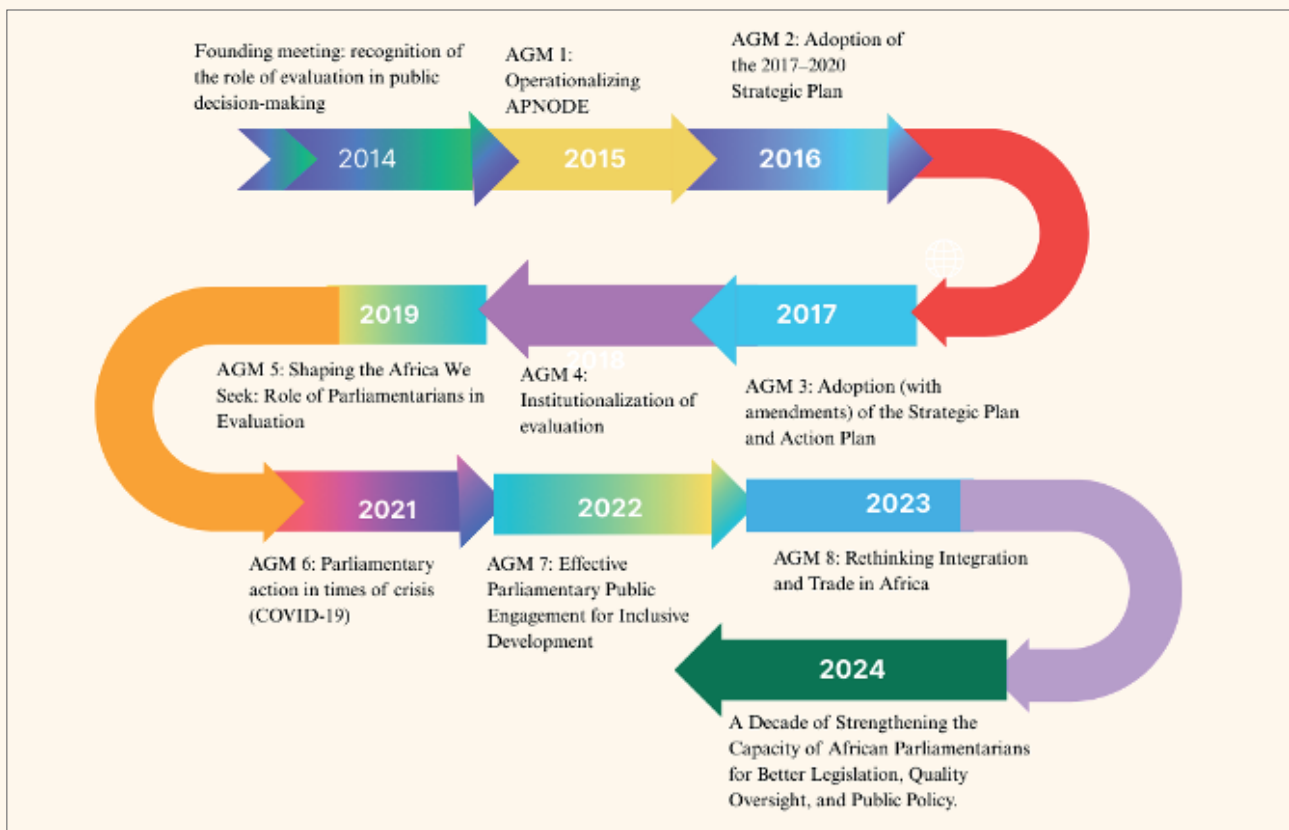 Founding meeting: recognition of
the role of evaluation in public
decision-making
2014
AGM 1:
Operationalizing
APNODE
2015
AGM 2: Adoption of
the 2017–2020
Strategic Plan
2016
2017
AGM 3: Adoption (with
amendments) of the Strategic Plan
and Action Plan
2018
AGM 4:
Institutionalization of
evaluation
2019
AGM 5: Shaping the Africa We
Seek: Role of Parliamentarians in
Evaluation
2021
AGM 6: Parliamentary
action in times of crisis
(COVID-19)
2022
AGM 7: Effective
Parliamentary Public
Engagement for Inclusive
Development
2023
AGM 8: Rethinking Integration
and Trade in Africa
2024
A Decade of Strengthening the
Capacity of African Parliamentarians
for Better Legislation, Quality
Oversight, and Public Policy.